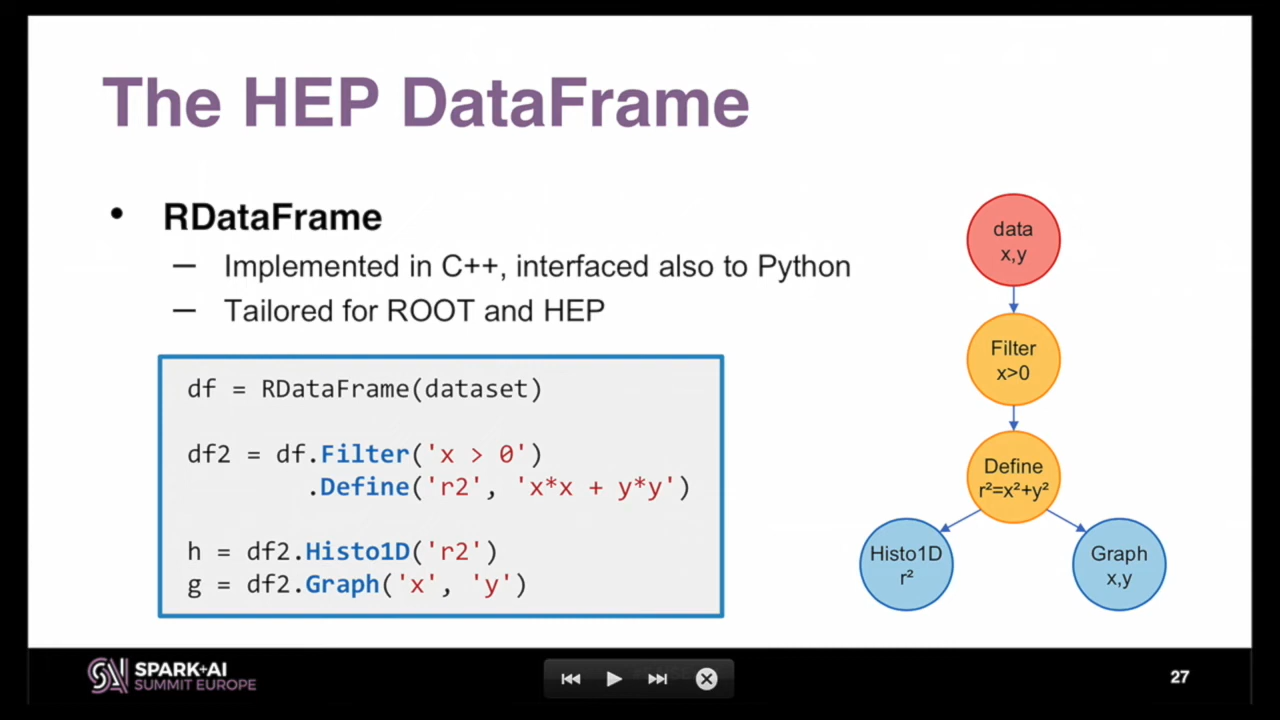 The HEP DataFrame
• RDataFrame
— Implemented in C++, interfaced also to Python
— Tailored for ROOT and HEP
df = RDataFrame(dataset)
df2 = df.Filter('x > 0')
.Define('r2', 'x*x + y*y')
h = df2.Histo1D('r2')
g = df2.Graph('x', 'y')
data
x,y
Filter
x>0
Define
r²=x²+y²
Histo1D
r²
Graph
x,y
SPARK+AI
SUMMIT EUROPE
27